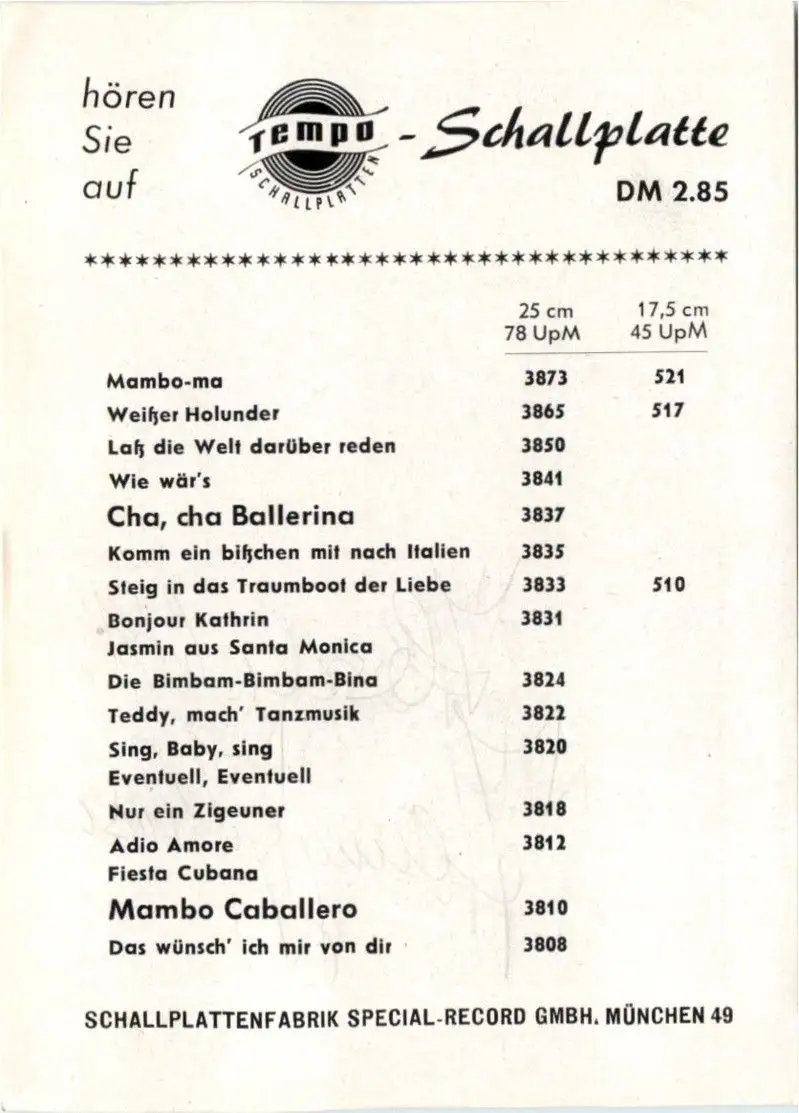 hören
Sie
auf
Tempo
SCHALLPLATTEN
-Schallplatte
DM 2.85
**************************************
25 cm 17,5 cm
78 UpM 45 UpM
Mambo-ma 3873 521
Weißer Holunder 3865 517
Laß die Welt darüber reden 3850
Wie wär's 3841
Cha, cha Ballerina 3837
Komm ein bißchen mit nach Italien 3835
Steig in das Traumboot der Liebe 3833 510
Bonjour Kathrin 3831
Jasmin aus Santa Monica
Die Bimbam-Bimbam-Bina 3824
Teddy, mach' Tanzmusik 3822
Sing, Baby, sing 3820
Eventuell, Eventuell
Nur ein Zigeuner 3818
Adio Amore 3812
Fiesta Cubana
Mambo Caballero 3810
Das wünsch' ich mir von dir 3808
SCHALLPLATTENFABRIK SPECIAL-RECORD GMBH. MÜNCHEN 49